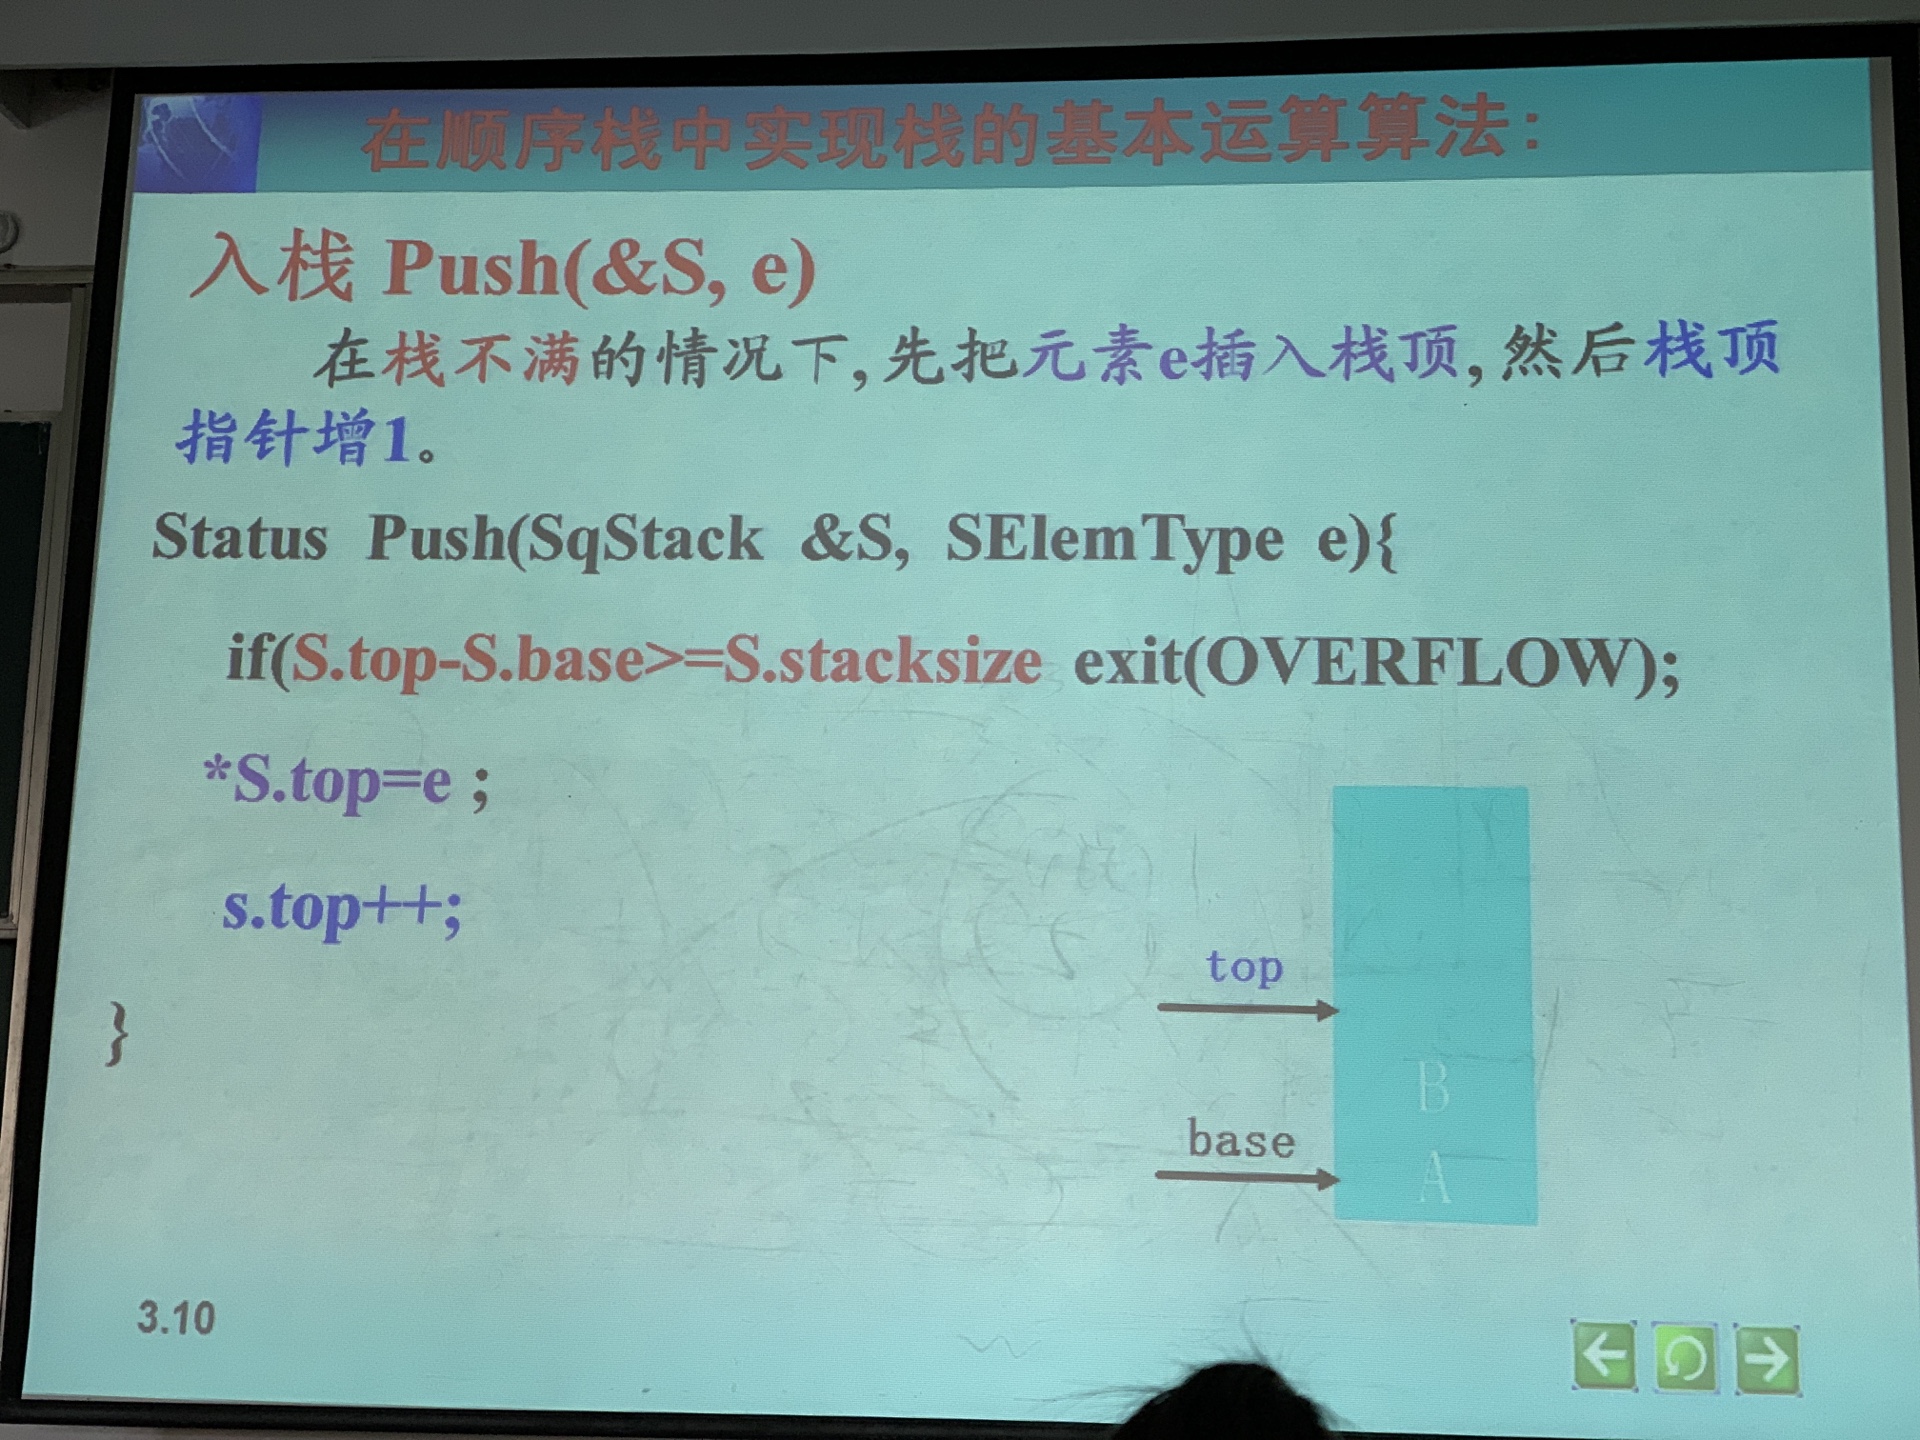 在顺序栈中实现栈的基本运算算法：
入栈 Push(&S, e)
在栈不满的情况下,先把元素e插入栈顶,然后栈顶
指针增1。
Status Push(SqStack &S, SElemType e){
if(S.top-S.base>=S.stacksize exit(OVERFLOW);
*S.top=e ;
s.top++;
}
top
B
base
A
3.10